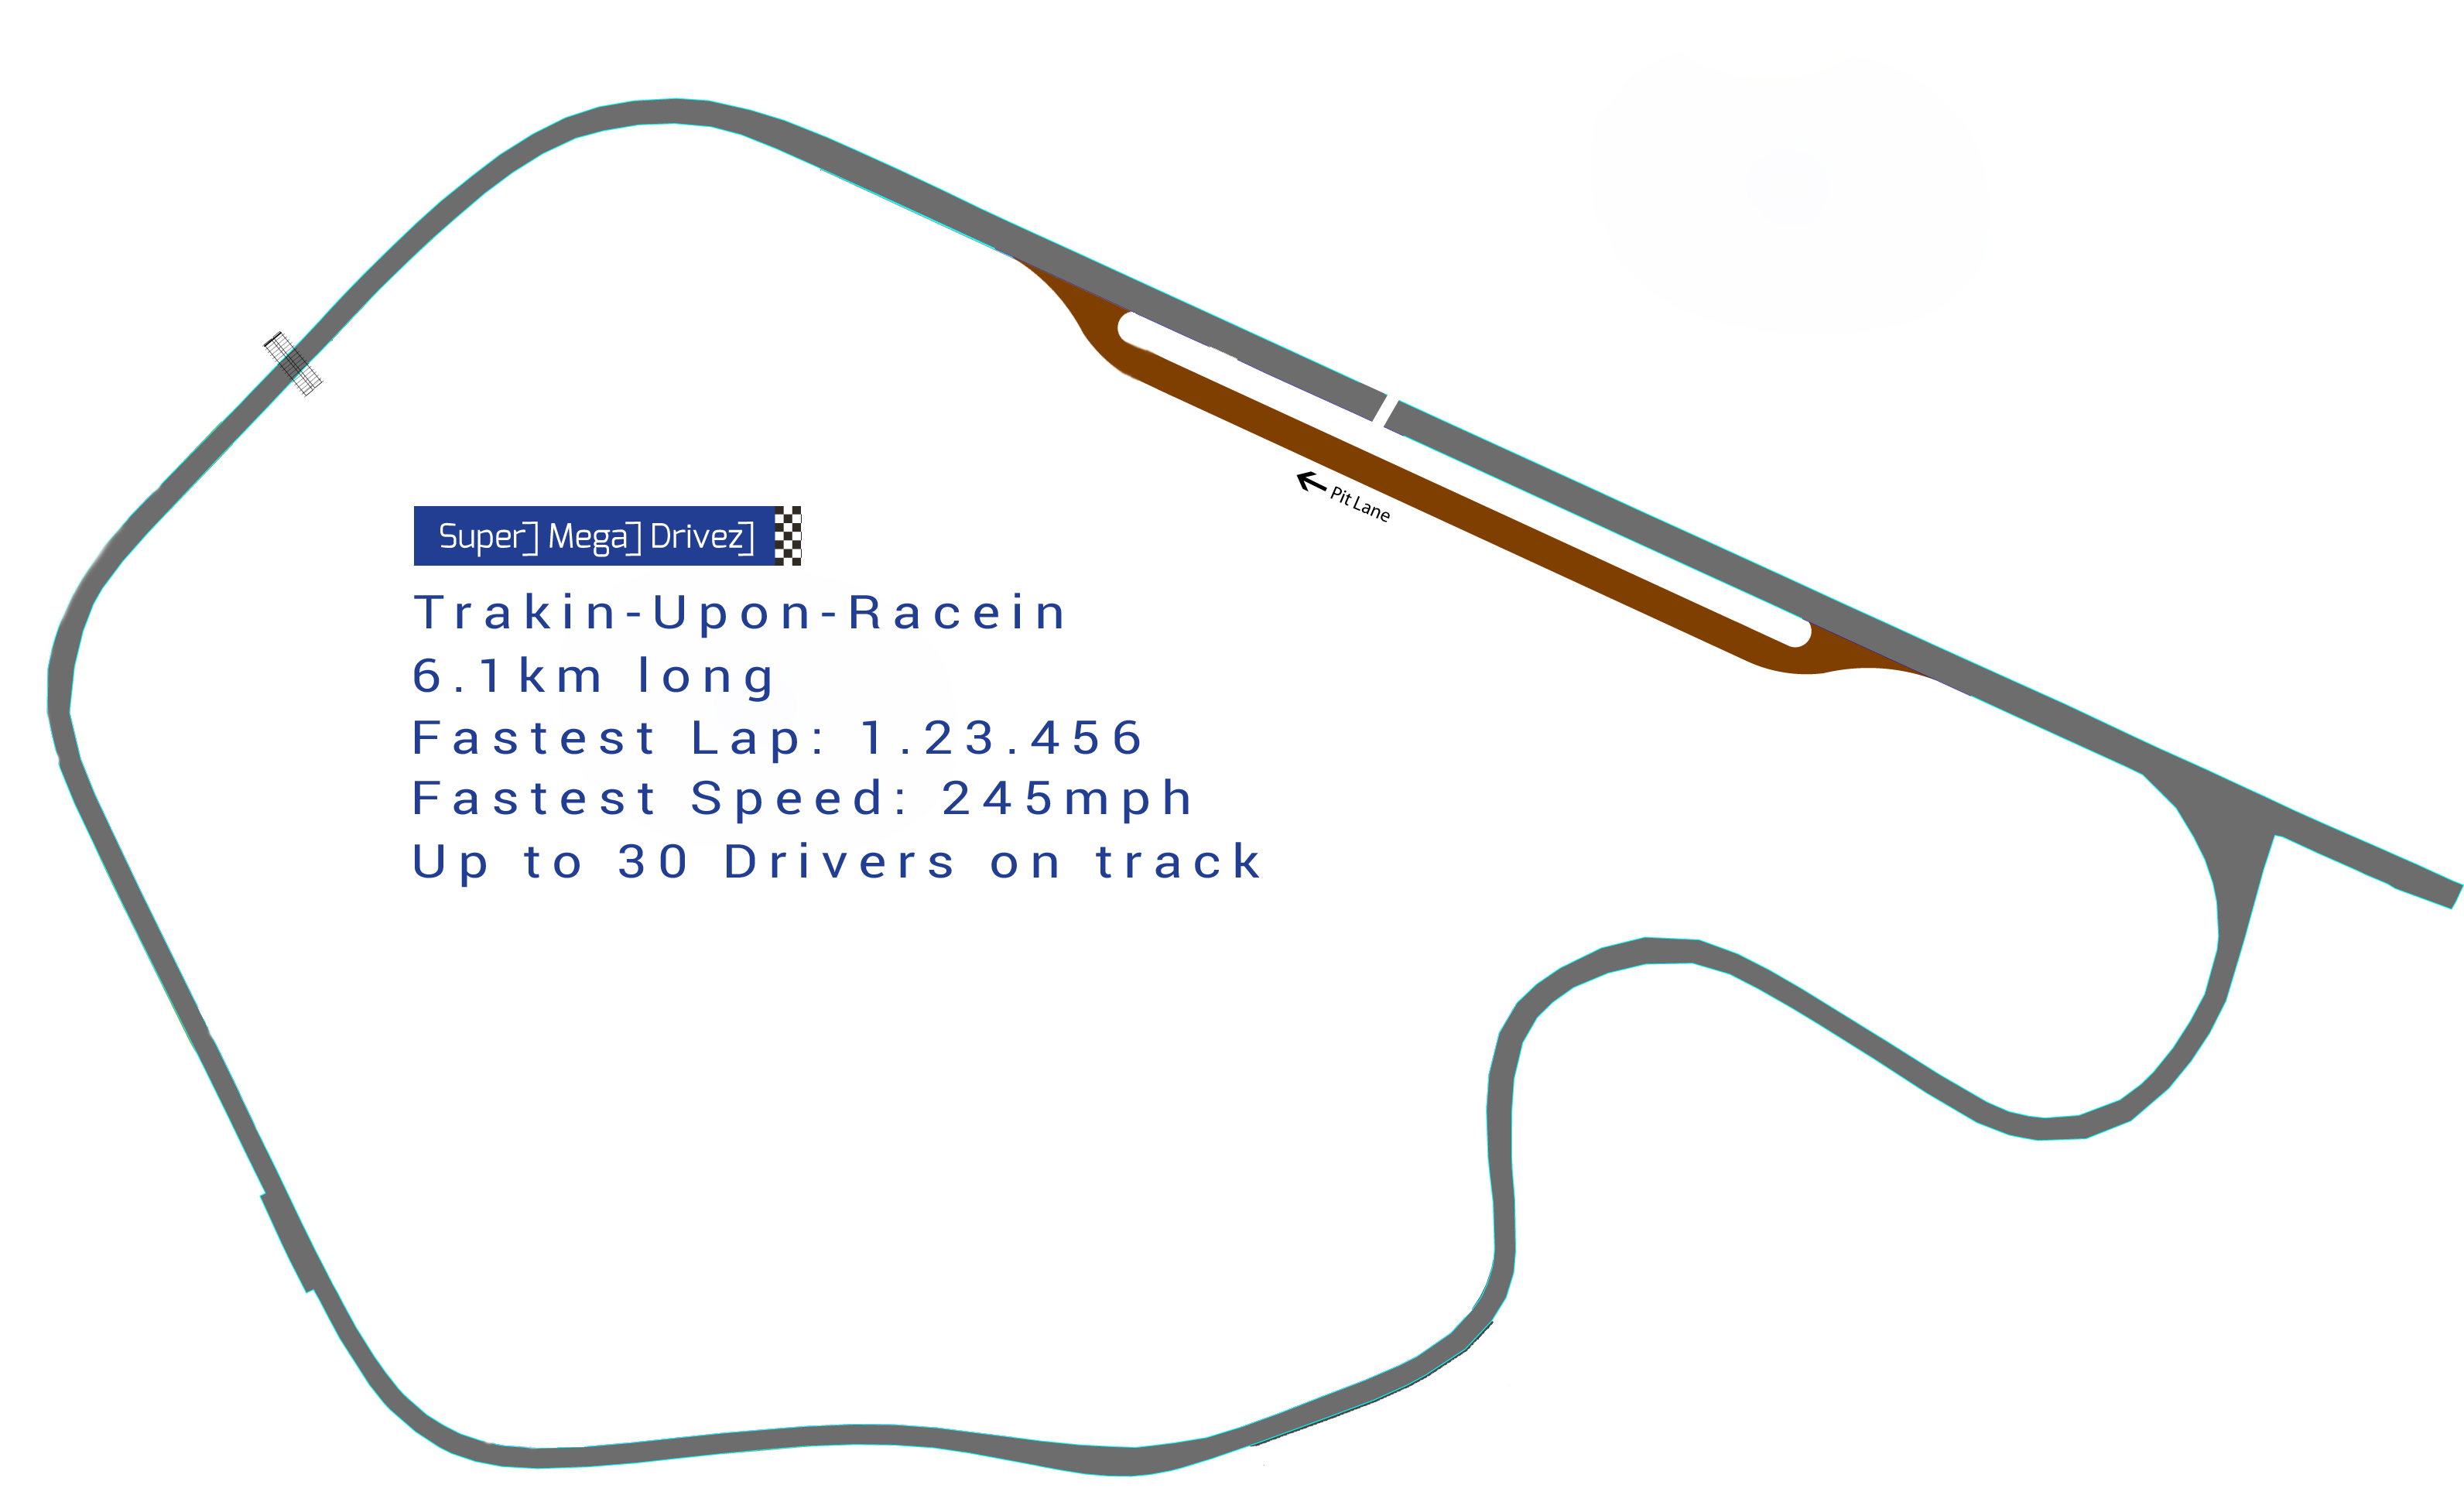 Pit Lane
Super] Mega] Drivez]
Trakin-Upon-Racein
6.1km long
Fastest Lap: 1.23.456
Fastest Speed: 245mph
Up to 30 Drivers on track